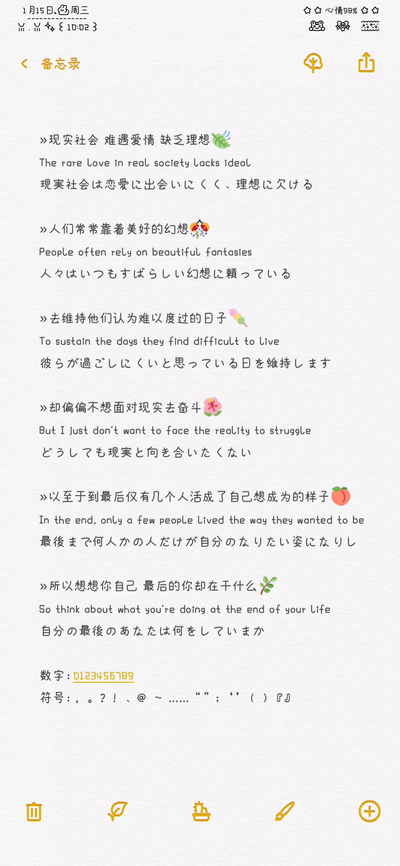 1月15日 周三
10:02
心情98%
备忘录
»现实社会 难遇爱情 缺乏理想
The rare love in real society lacks ideal
現実社会は恋愛に出会いにくく、理想に欠ける
»人们常常靠着美好的幻想
People often rely on beautiful fantasies
人々はいつもすばらしい幻想に頼っている
»去维持他们认为难以度过的日子
To sustain the days they find difficult to live
彼らが過ごしにくいと思っている日を維持します
»却偏偏不想面对现实去奋斗
But I just don't want to face the reality to struggle
どうしても現実と向き合いたくない
»以至于到最后仅有几个人活成了自己想成为的样子
In the end, only a few people lived the way they wanted to be
最後まで何人かの人だけが自分のなりたい姿になりし
»所以想想你自己 最后的你却在干什么
So think about what you're doing at the end of your life
自分の最後のあなたは何をしていまか
数字:0123456789
符号:，。？！、@ ~ …… “ ” ; ‘ ’ ( ) 『』